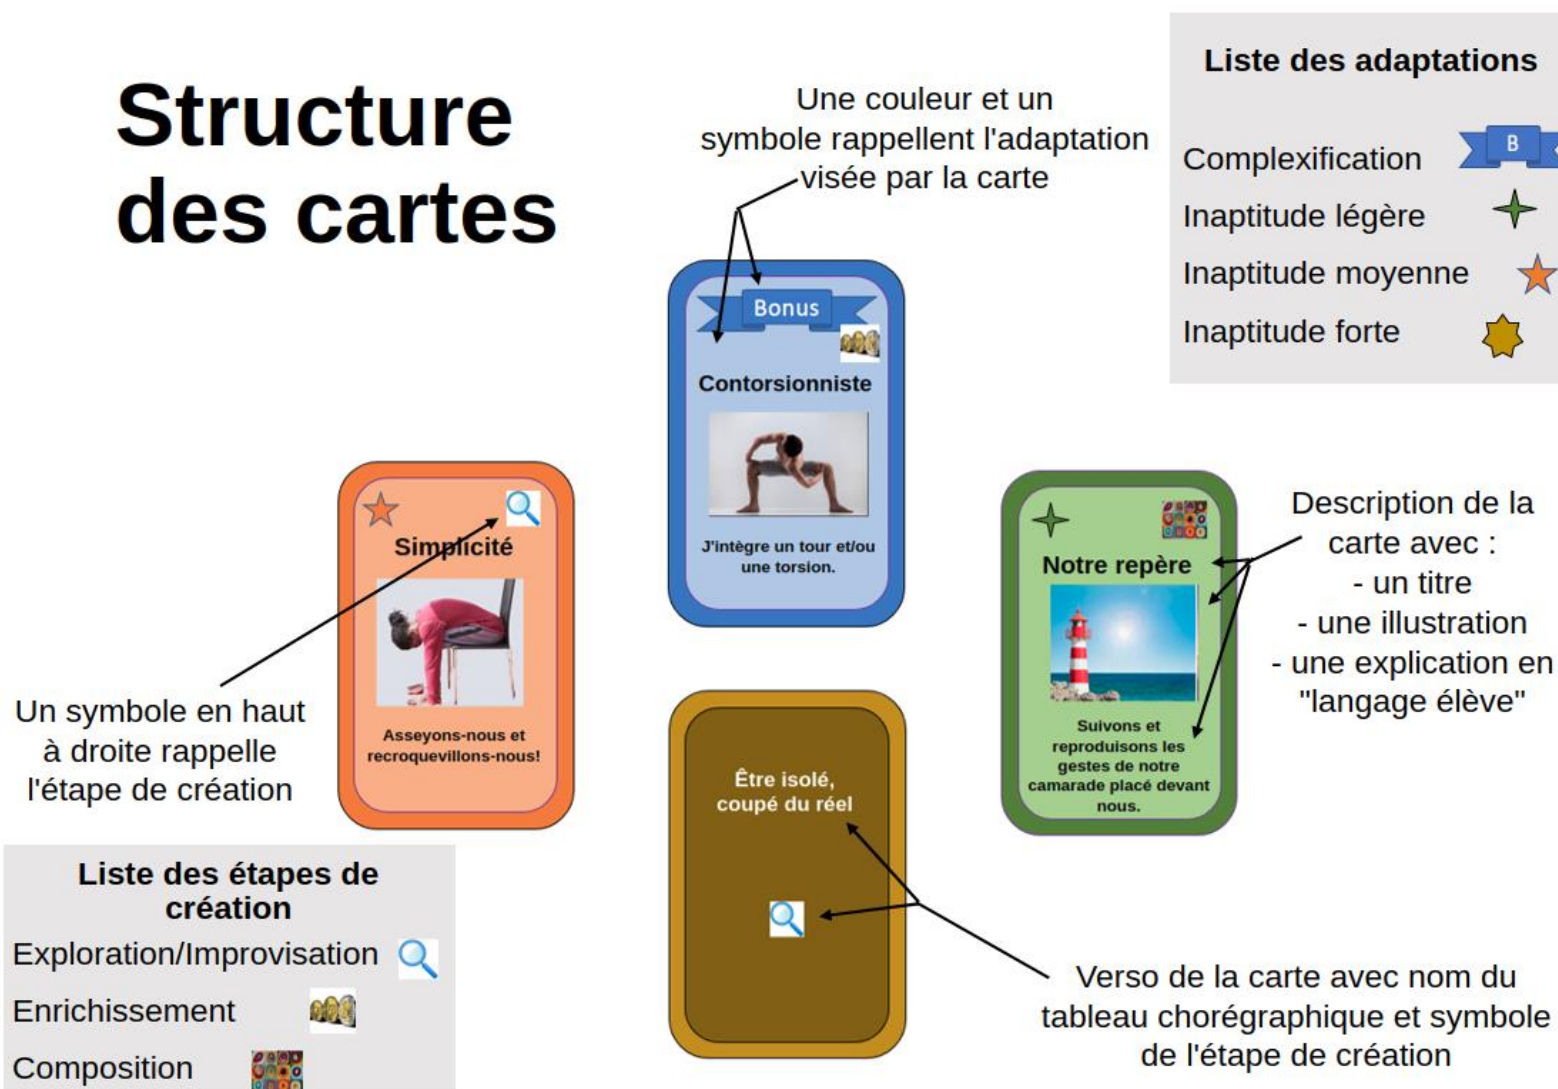 Structure
des cartes
Une couleur et un
symbole rappellent l'adaptation
visée par la carte
Liste des adaptations
Complexification
B
Inaptitude légère
Inaptitude moyenne
Inaptitude forte
Bonus
Contorsionniste
J'intègre un tour et/ou
une torsion.
Simplicité
Asseyons-nous et
recroquevillons-nous!
Notre repère
Suivons et
reproduisons les
gestes de notre
camarade placé devant
nous.
Description de la
carte avec :
- un titre
- une illustration
- une explication en
"langage élève"
Un symbole en haut
à droite rappelle
l'étape de création
Être isolé,
coupé du réel
Liste des étapes de
création
Exploration/Improvisation
Enrichissement
Composition
Verso de la carte avec nom du
tableau chorégraphique et symbole
de l'étape de création